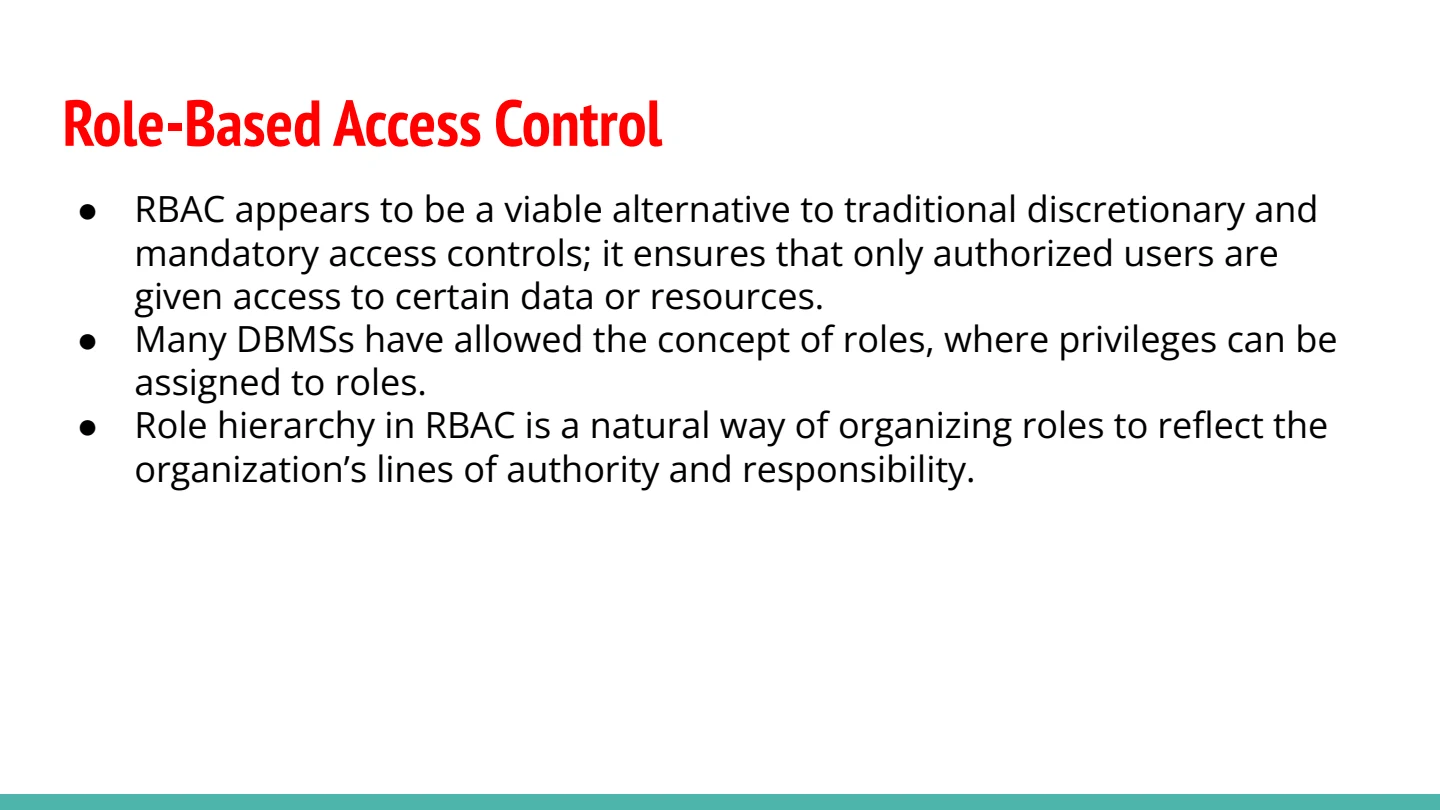 Role-Based Access Control
● RBAC appears to be a viable alternative to traditional discretionary and
mandatory access controls; it ensures that only authorized users are
given access to certain data or resources.
● Many DBMSs have allowed the concept of roles, where privileges can be
assigned to roles.
● Role hierarchy in RBAC is a natural way of organizing roles to reflect the
organization’s lines of authority and responsibility.